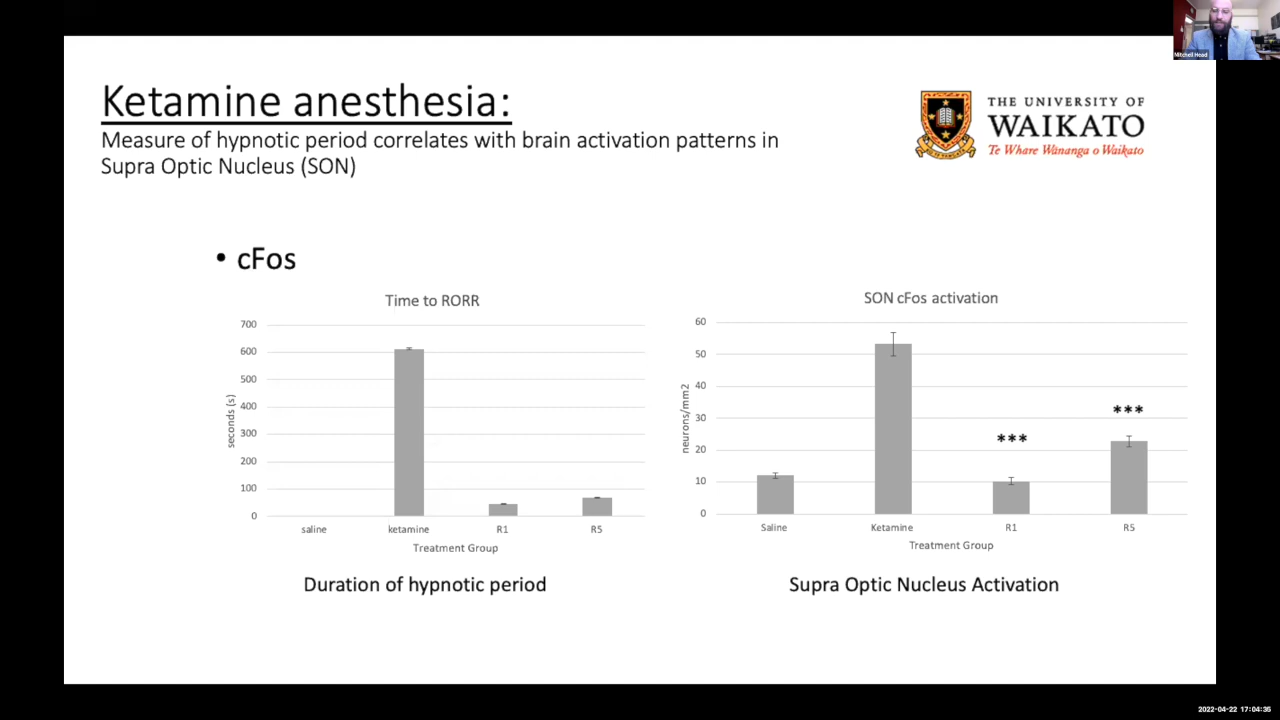 Mitchell Head
Ketamine anesthesia:
Measure of hypnotic period correlates with brain activation patterns in
Supra Optic Nucleus (SON)
THE UNIVERSITY OF
WAIKATO
Te Whare Wānanga o Waikato
• cFos
Time to RORR
700
600
500
400
300
200
100
0
seconds (s)
saline ketamine R1 R5
Treatment Group
Duration of hypnotic period
SON cFos activation
60
50
40
30
20
10
0
neurons/mm2
***
***
Saline Ketamine R1 R5
Treatment Group
Supra Optic Nucleus Activation
2022-04-22 17:04:35